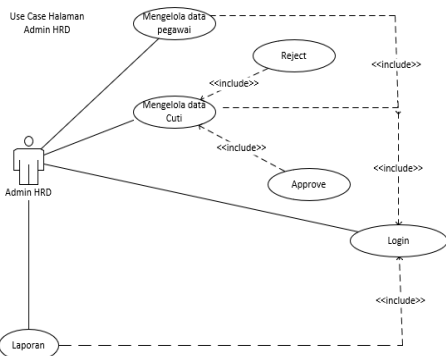 Use Case Halaman
Admin HRD
Mengelola data
pegawai
Reject
<<include>>
<<include>>
Mengelola data
Cuti
<<include>>
<<include>>
Approve
Admin HRD
Login
<<include>>
Laporan